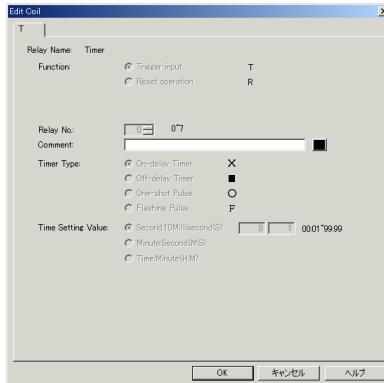 Edit Coil
T
Relay Name: Timer
Function: Trigger input T
Reset operation R
Relay No.: 0 0~7
Comment:
Timer Type: On-delay Timer X
Off-delay Timer ■
One-shot Pulse O
Flashing Pulse F
Time Setting Value: Second:10Millisecond(S) 0 1 00.01~99.99
Minute:Second(M:S)
Time:Minute(H:M)
OK キャンセル ヘルプ